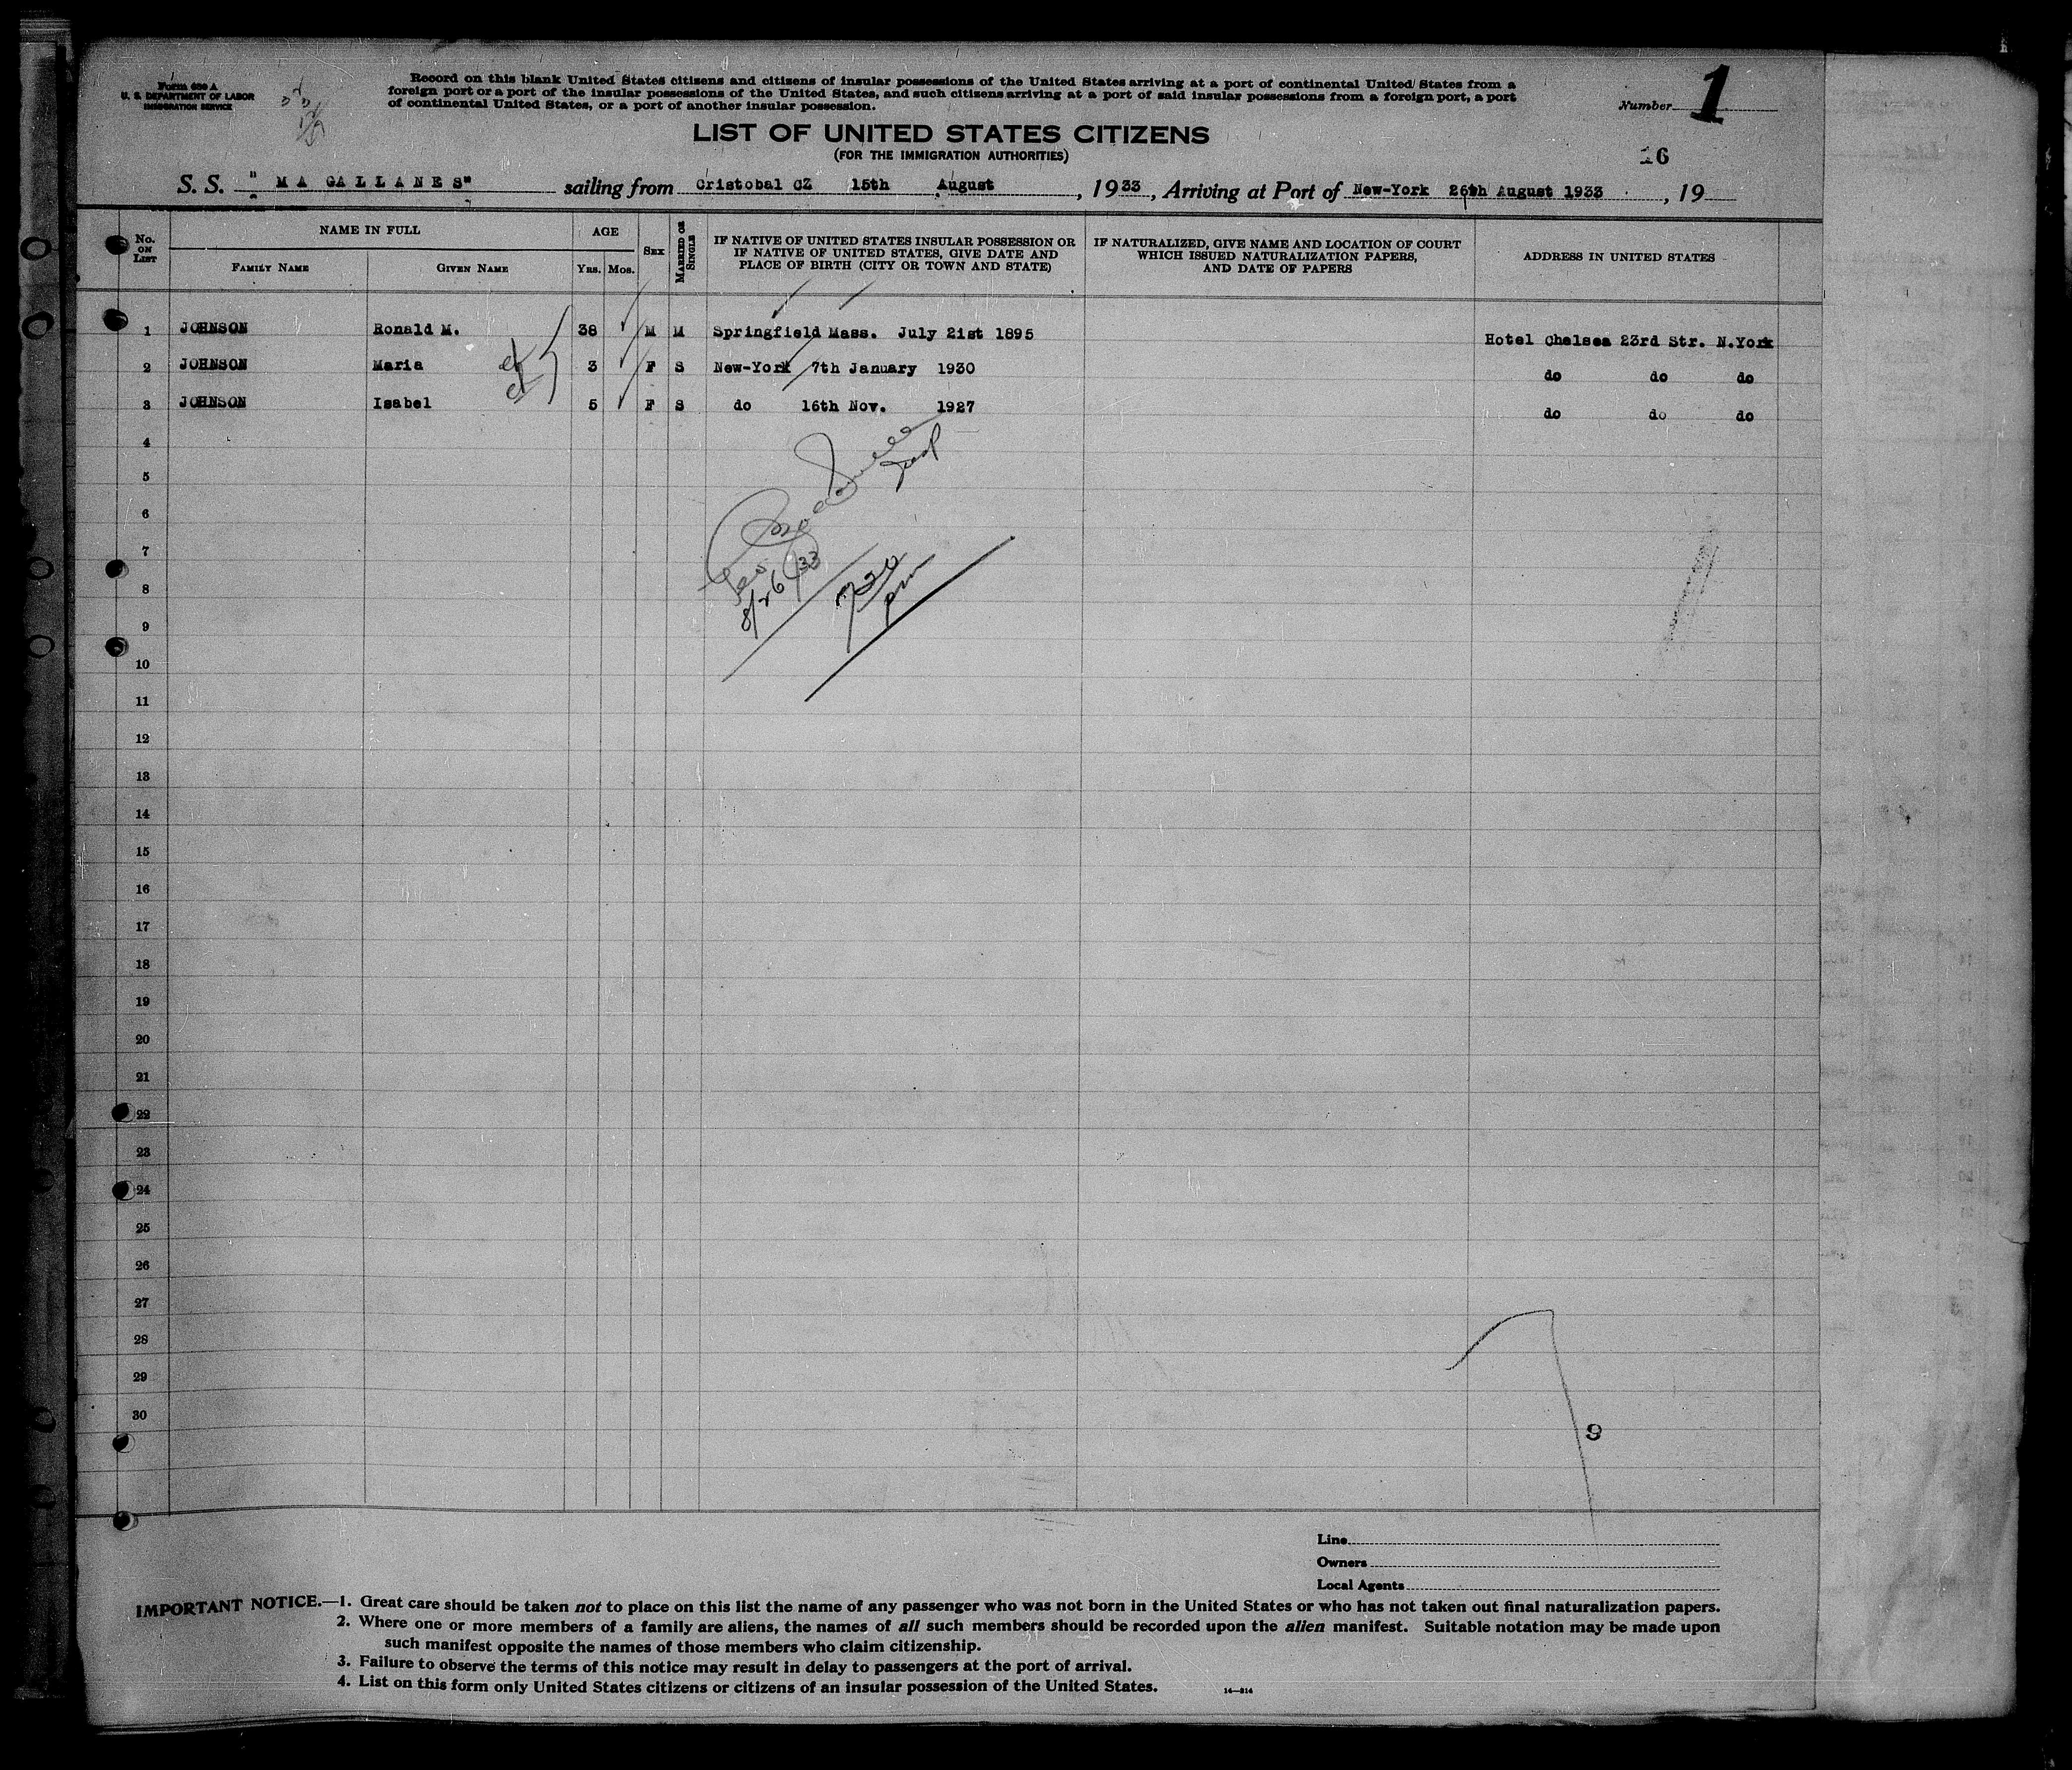 Form 630 A
U. S. DEPARTMENT OF LABOR
IMMIGRATION SERVICE
Record on this blank United States citizens and citizens of insular possessions of the United States arriving at a port of continental United States from a
foreign port or a port of the insular possessions of the United States, and such citizens arriving at a port of said insular possessions from a foreign port, a port
of continental United States, or a port of another insular possession.
Number 1
LIST OF UNITED STATES CITIZENS
(FOR THE IMMIGRATION AUTHORITIES)
16
S. S. "MAGALLANES" sailing from Cristobal CZ 15th August, 1933, Arriving at Port of New-York 26th August 1933, 19
No. ON LIST
NAME IN FULL
FAMILY NAME
GIVEN NAME
AGE
YRS. MOS.
SEX
MARRIED OR SINGLE
IF NATIVE OF UNITED STATES INSULAR POSSESSION OR
IF NATIVE OF UNITED STATES, GIVE DATE AND
PLACE OF BIRTH (CITY OR TOWN AND STATE)
IF NATURALIZED, GIVE NAME AND LOCATION OF COURT
WHICH ISSUED NATURALIZATION PAPERS,
AND DATE OF PAPERS
ADDRESS IN UNITED STATES
1 JOHNSON Ronald M. 38 M M Springfield Mass. July 21st 1895 Hotel Chelsea 23rd Str. N.York
2 JOHNSON Maria 3 F S New-York 7th January 1930 do do do
3 JOHNSON Isabel 5 F S do 16th Nov. 1927 do do do
4
5
6
7
8
8/26/33
7 30
pm
9
10
11
12
13
14
15
16
17
18
19
20
21
22
23
24
25
26
27
28
29
30
9
Line
Owners
Local Agents
IMPORTANT NOTICE.—1. Great care should be taken not to place on this list the name of any passenger who was not born in the United States or who has not taken out final naturalization papers.
2. Where one or more members of a family are aliens, the names of all such members should be recorded upon the alien manifest. Suitable notation may be made upon
such manifest opposite the names of those members who claim citizenship.
3. Failure to observe the terms of this notice may result in delay to passengers at the port of arrival.
4. List on this form only United States citizens or citizens of an insular possession of the United States.
14—814